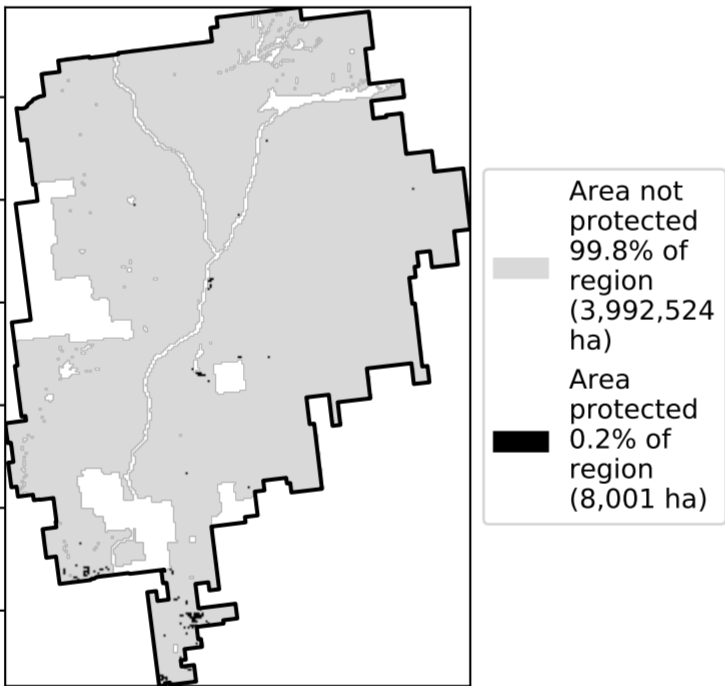 Area not
protected
99.8% of
region
(3,992,524
ha)
Area
protected
0.2% of
region
(8,001 ha)